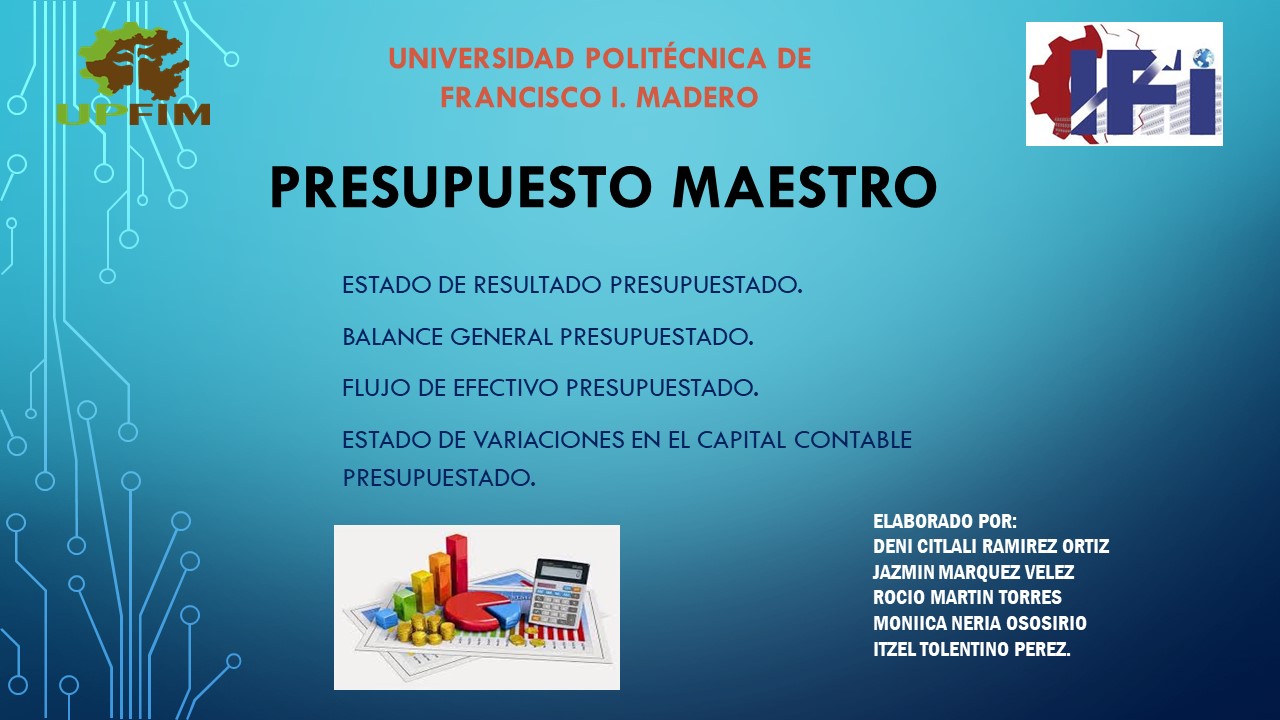 UPFIM
UNIVERSIDAD POLITÉCNICA DE
FRANCISCO I. MADERO
IFi
PRESUPUESTO MAESTRO
ESTADO DE RESULTADO PRESUPUESTADO.
BALANCE GENERAL PRESUPUESTADO.
FLUJO DE EFECTIVO PRESUPUESTADO.
ESTADO DE VARIACIONES EN EL CAPITAL CONTABLE
PRESUPUESTADO.
ELABORADO POR:
DENI CITLALI RAMIREZ ORTIZ
JAZMIN MARQUEZ VELEZ
ROCIO MARTIN TORRES
MONIICA NERIA OSOSIRIO
ITZEL TOLENTINO PEREZ.